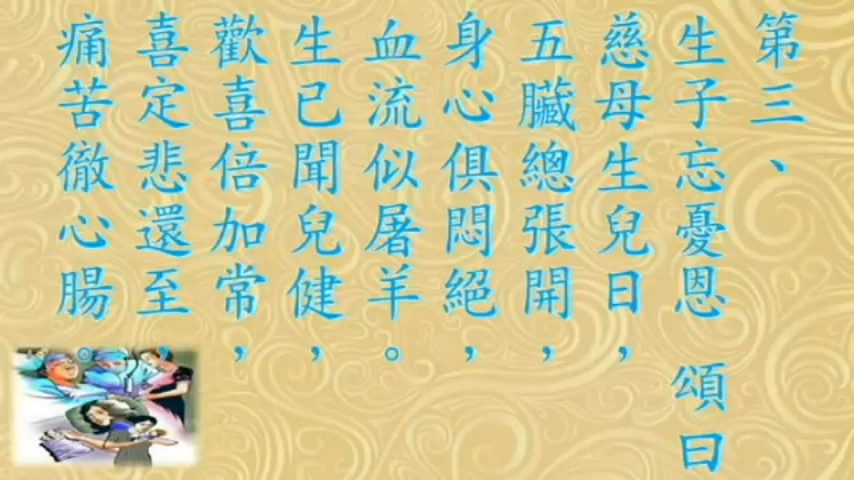 第三、
生子忘憂恩 頌曰
慈母生兒日，
五臟總張開，
身心俱悶絕，
血流似屠羊。
生已聞兒健，
歡喜倍加常，
喜定悲還至，
痛苦徹心腸。